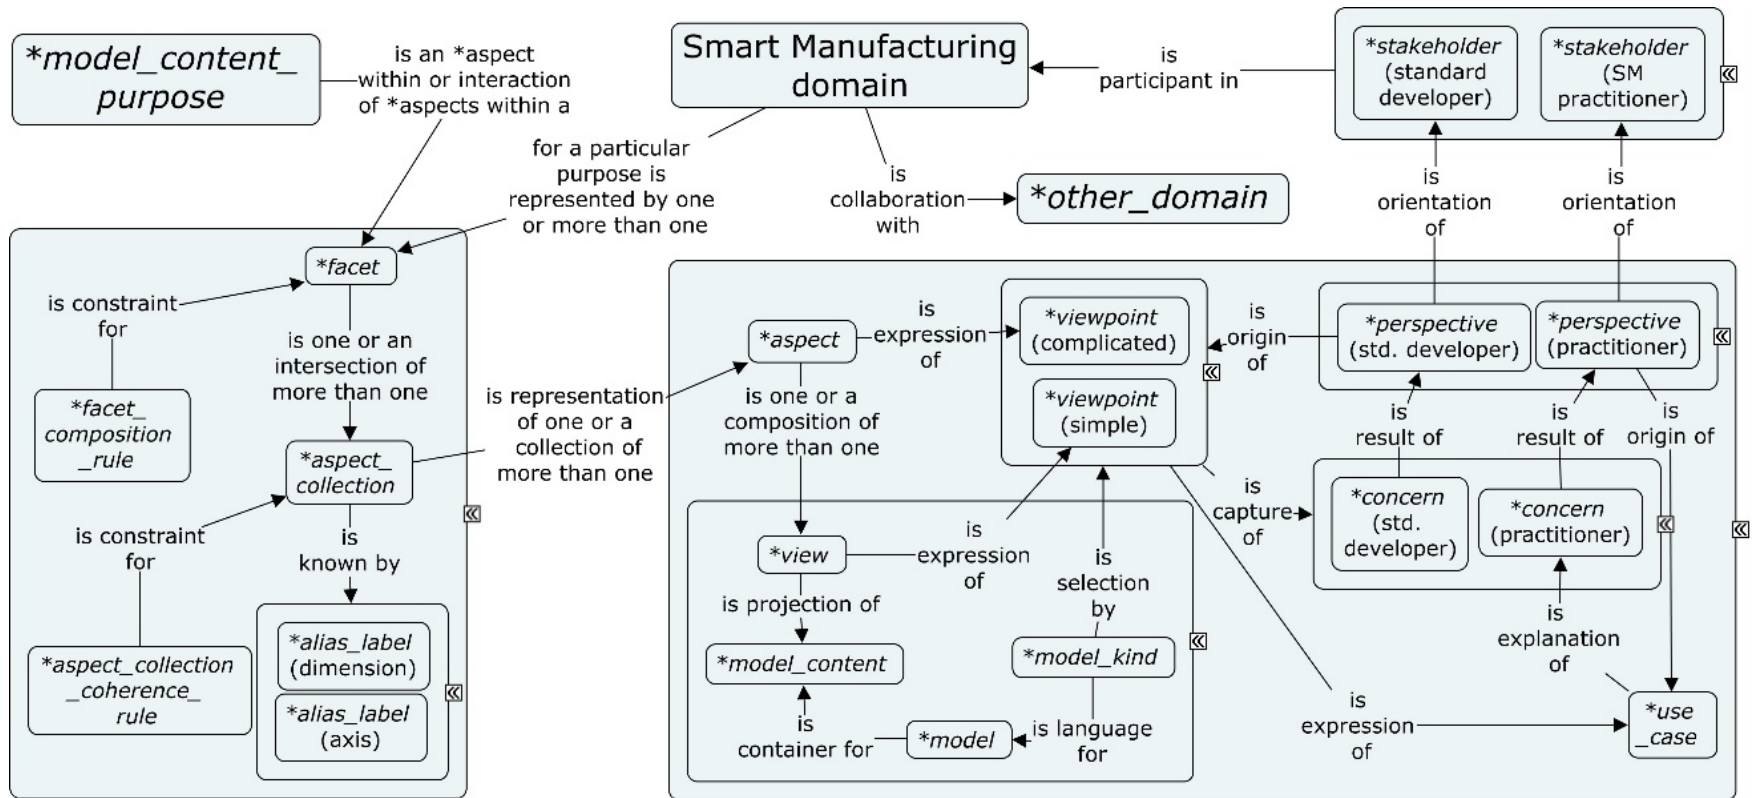 *model_content_
purpose
is an *aspect
within or interaction
of *aspects within a
Smart Manufacturing
domain
is
participant in
*stakeholder
(standard
developer)
*stakeholder
(SM
practitioner)
for a particular
purpose is
represented by one
or more than one
is
collaboration
with
*other_domain
is
orientation
of
is
orientation
of
*facet
is constraint
for
is one or an
intersection of
more than one
*facet_
composition
_rule
*aspect_
collection
is constraint
for
is
known by
*aspect_collection
_coherence_
rule
*alias_label
(dimension)
*alias_label
(axis)
is representation
of one or a
collection of
more than one
*aspect
is
expression
of
*viewpoint
(complicated)
*viewpoint
(simple)
is
origin
of
*perspective
(std. developer)
*perspective
(practitioner)
is one or a
composition of
more than one
is
result of
is
result of
is
origin of
is
capture
of
*concern
(std.
developer)
*concern
(practitioner)
*view
is
expression
of
is
selection
by
is projection of
*model_content
*model_kind
is
container for
*model
is language
for
is
explanation
of
is
expression
of
*use
_case